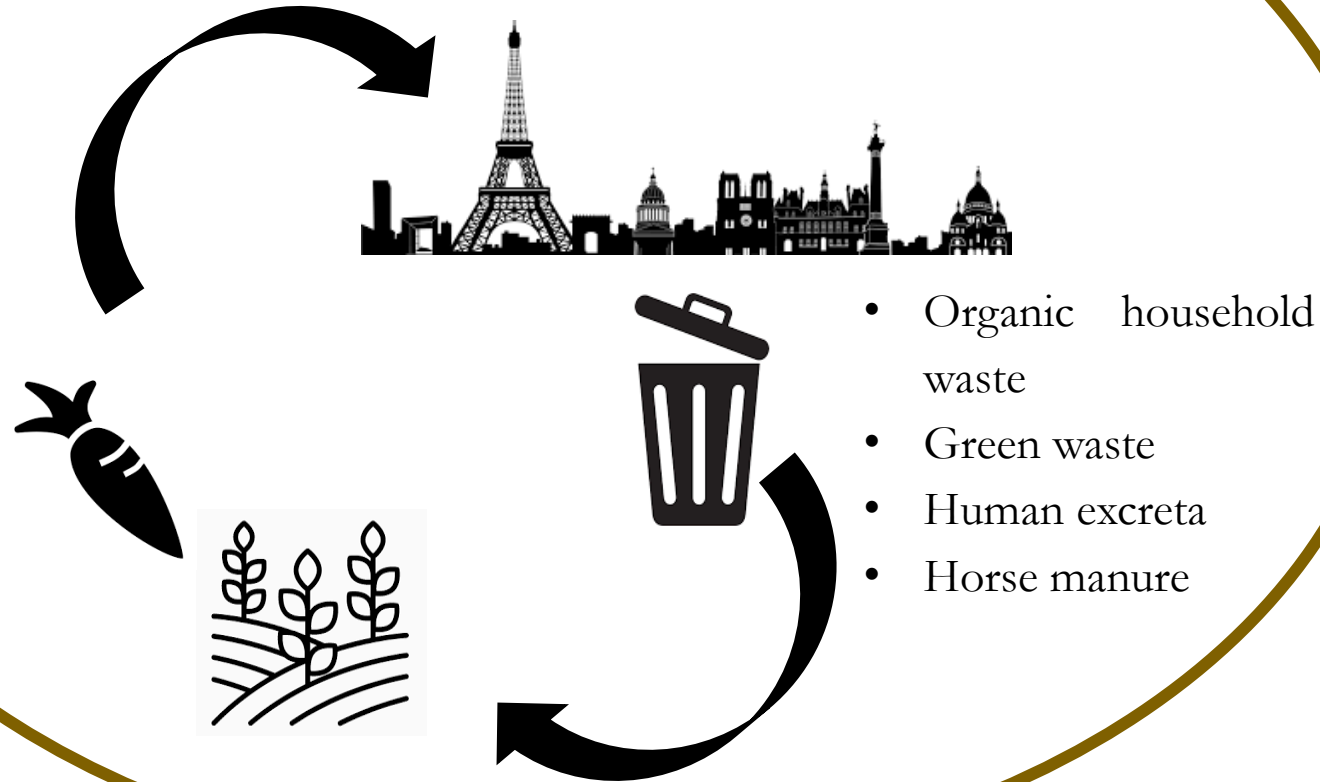 • Organic household
waste
• Green waste
• Human excreta
• Horse manure